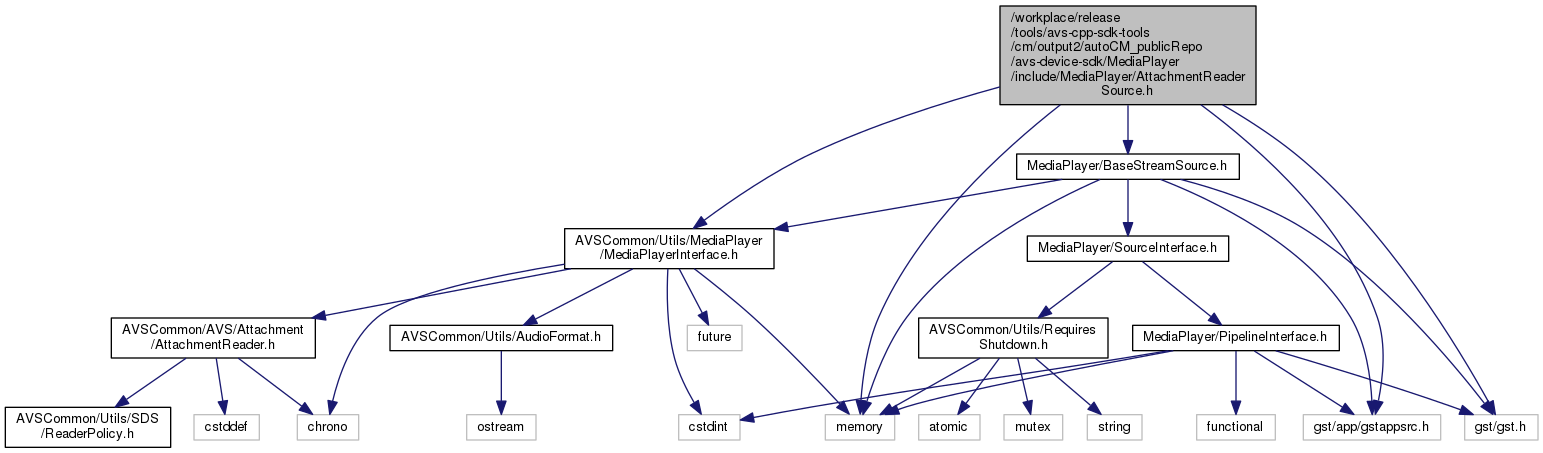 /workplace/release
/tools/avs-cpp-sdk-tools
/cm/output2/autoCM_publicRepo
/avs-device-sdk/MediaPlayer
/include/MediaPlayer/AttachmentReader
Source.h
MediaPlayer/BaseStreamSource.h
AVSCommon/Utils/MediaPlayer
/MediaPlayerInterface.h
MediaPlayer/SourceInterface.h
AVSCommon/AVS/Attachment
/AttachmentReader.h
AVSCommon/Utils/AudioFormat.h
future
AVSCommon/Utils/Requires
Shutdown.h
MediaPlayer/PipelineInterface.h
AVSCommon/Utils/SDS
/ReaderPolicy.h
cstddef
chrono
ostream
cstdint
memory
atomic
mutex
string
functional
gst/app/gstappsrc.h
gst/gst.h